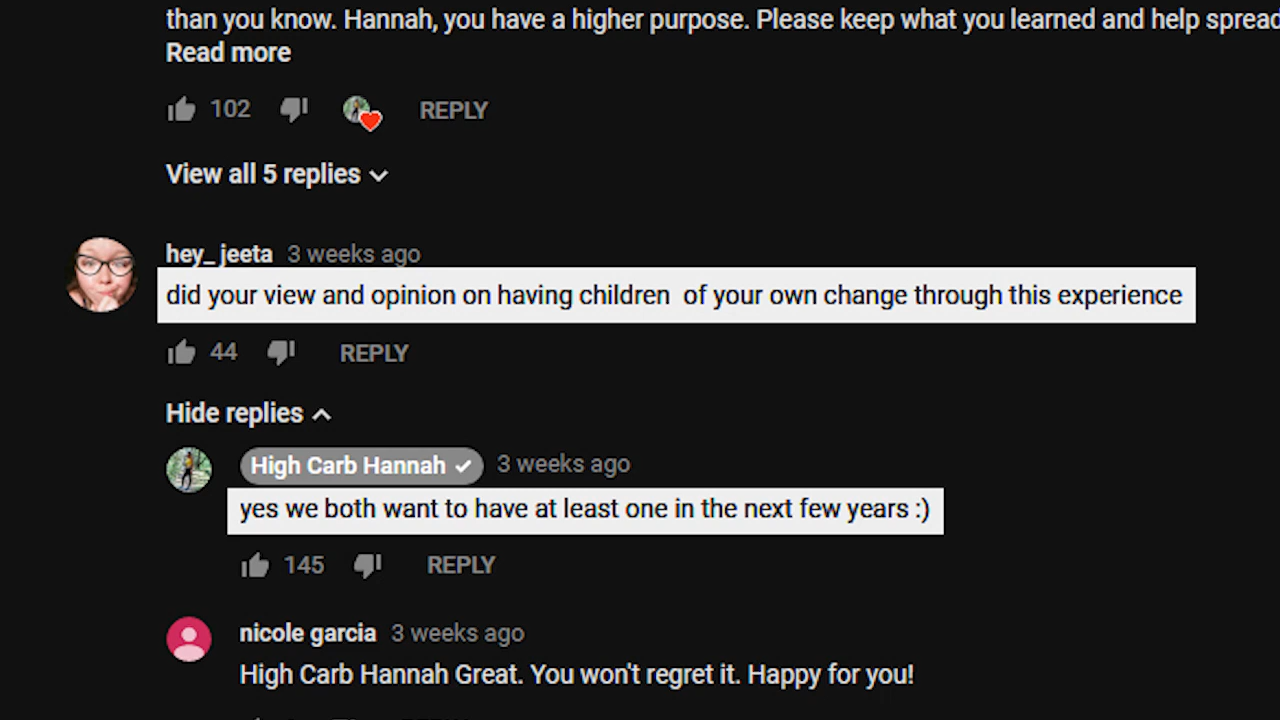 than you know. Hannah, you have a higher purpose. Please keep what you learned and help spread
Read more
102 REPLY
View all 5 replies
hey_jeeta 3 weeks ago
did your view and opinion on having children  of your own change through this experience
44 REPLY
Hide replies
High Carb Hannah 3 weeks ago
yes we both want to have at least one in the next few years :)
145 REPLY
nicole garcia 3 weeks ago
High Carb Hannah Great. You won't regret it. Happy for you!